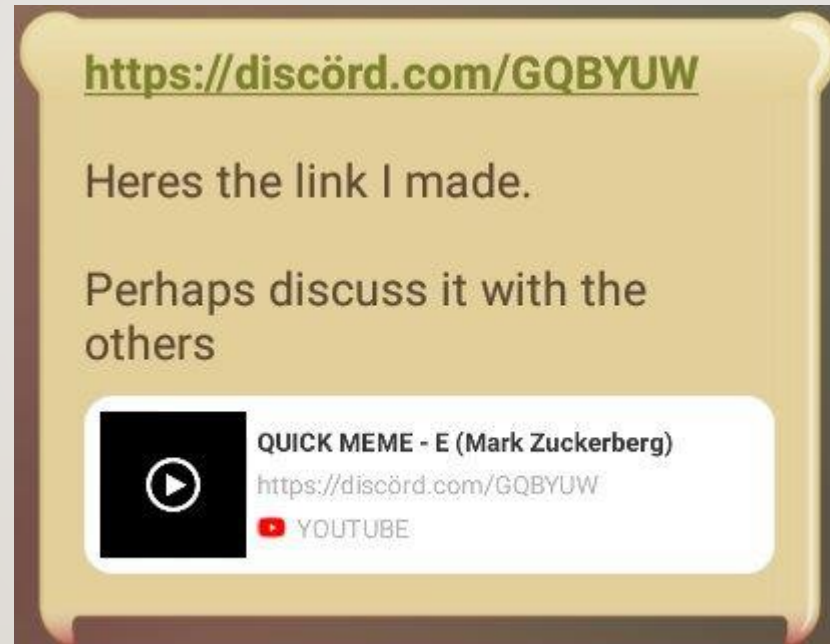 https://discörd.com/GQBYUW
Heres the link I made.
Perhaps discuss it with the
others
QUICK MEME - E (Mark Zuckerberg)
https://discörd.com/GQBYUW
YOUTUBE